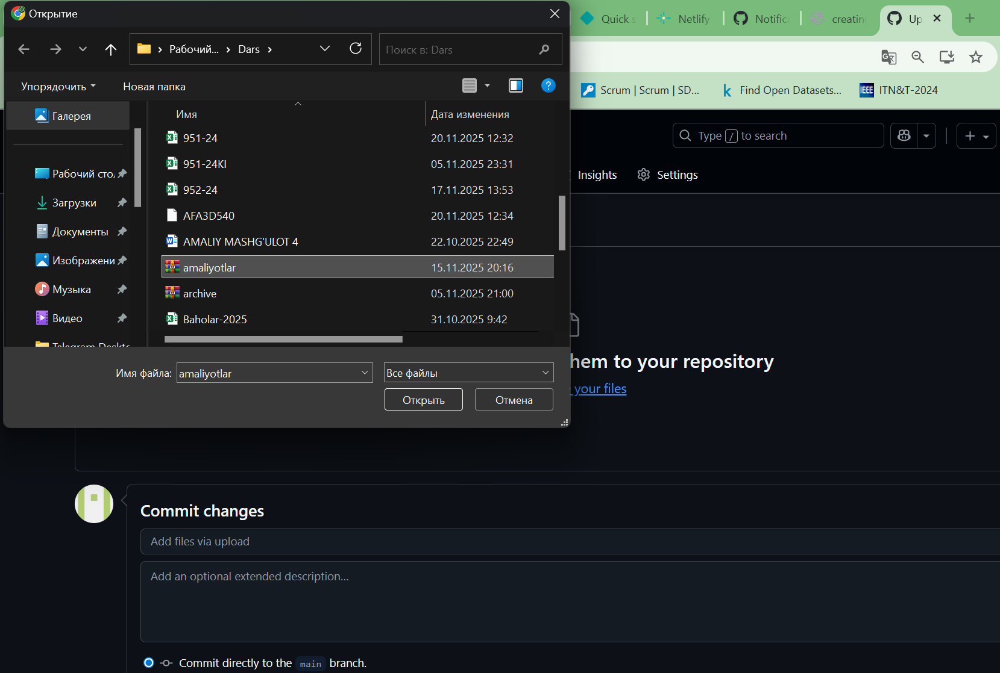 Открытие
Quick s
Netlify
Notific
creating
Up
Рабочий...
Dars
Поиск в: Dars
Упорядочить
Новая папка
Scrum | Scrum | SD...
Find Open Datasets...
IEEE
ITN&T-2024
Галерея
Имя
Дата изменения
951-24
20.11.2025 12:32
951-24KI
05.11.2025 23:31
952-24
17.11.2025 13:53
AFA3D540
20.11.2025 12:34
AMALIY MASHG'ULOT 4
22.10.2025 22:49
amaliyotlar
15.11.2025 20:16
archive
05.11.2025 21:00
Baholar-2025
31.10.2025 9:42
Рабочий сто
Загрузки
Документы
Изображени
Музыка
Видео
Telegram Deskto
Имя файла:
amaliyotlar
Все файлы
Открыть
Отмена
Type / to search
Insights
Settings
hem to your repository
your files
Commit changes
Add files via upload
Add an optional extended description...
Commit directly to the main branch.